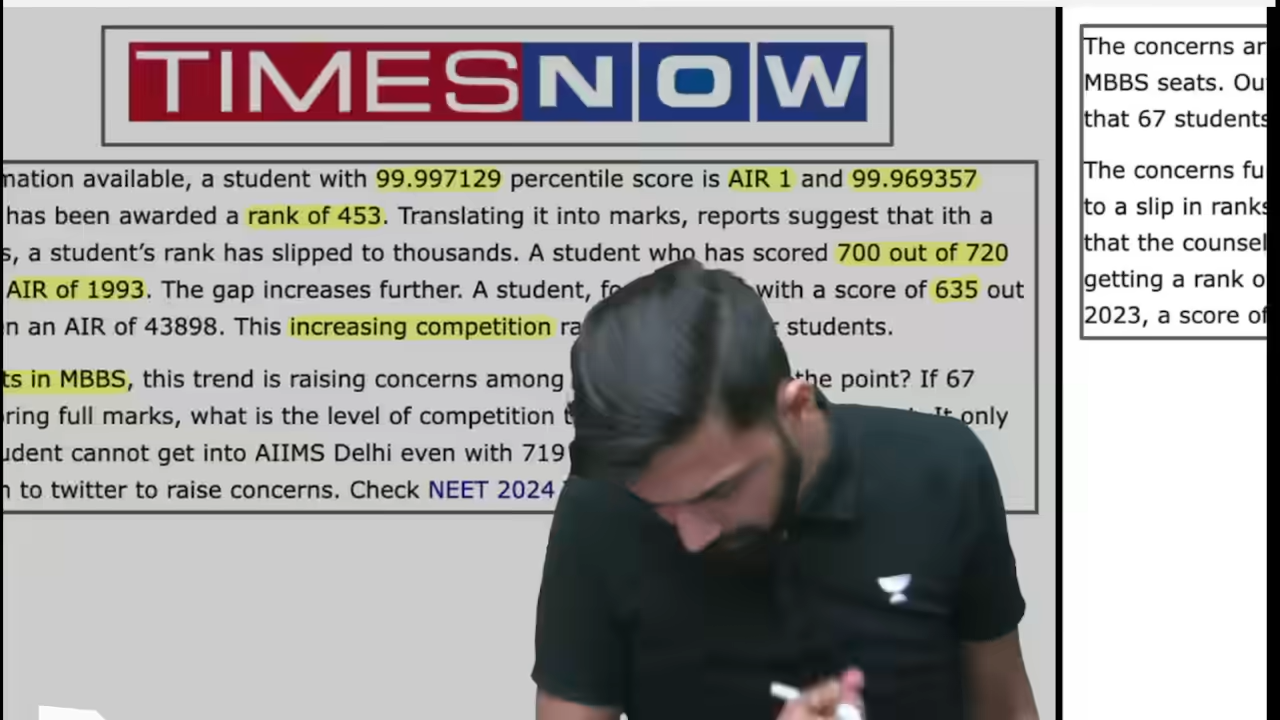 TIMES NOW
mation available, a student with 99.997129 percentile score is AIR 1 and 99.969357
has been awarded a rank of 453. Translating it into marks, reports suggest that ith a
s, a student's rank has slipped to thousands. A student who has scored 700 out of 720
AIR of 1993. The gap increases further. A student, with a score of 635 out
n an AIR of 43898. This increasing competition students.
ts in MBBS, this trend is raising concerns among the point? If 67
ring full marks, what is the level of competition It only
udent cannot get into AIIMS Delhi even with 719
n to twitter to raise concerns. Check NEET 2024
The concerns ar
MBBS seats. Ou
that 67 students
The concerns fu
to a slip in ranks
that the counsel
getting a rank o
2023, a score of